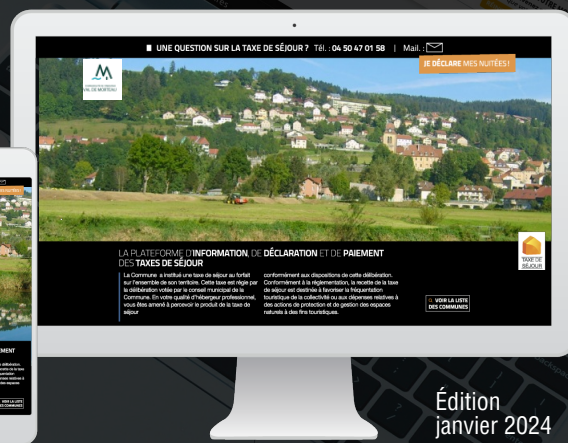 UNE QUESTION SUR LA TAXE DE SÉJOUR ? Tél. : 04 50 47 01 58 | Mail. :
JE DÉCLARE MES NUITÉES !
VAL DE MORTEAU
LA PLATEFORME D'INFORMATION, DE DÉCLARATION ET DE PAIEMENT
DES TAXES DE SÉJOUR
La Commune a institué une taxe de séjour au forfait
sur l'ensemble de son territoire. Cette taxe est régie par
la délibération votée par le conseil municipal de la
Commune. En votre qualité d'hébergeur professionnel,
vous êtes amené à percevoir le produit de la taxe de
séjour
conformément aux dispositions de cette délibération.
Conformément à la réglementation, la recette de la taxe
de séjour est destinée à favoriser la fréquentation
touristique de la collectivité ou aux dépenses relatives à
des actions de protection et de gestion des espaces
naturels à des fins touristiques.
TAXE DE
SÉJOUR
VOIR LA LISTE
DES COMMUNES
VOIR LA LISTE
DES COMMUNES
Édition
janvier 2024